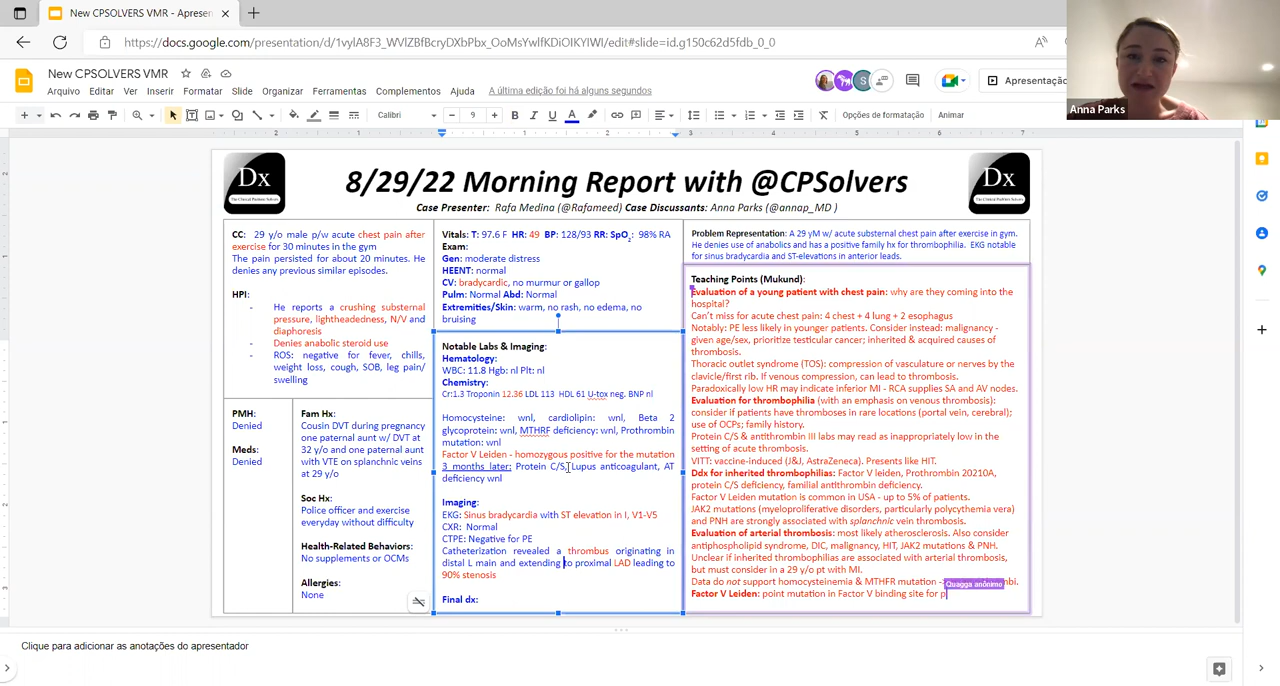 New CPSOLVERS VMR - Apresen
https://docs.google.com/presentation/d/1vylA8F3_WVlZBfBcryDXbPbx_OoMsYwlfKDiOIKYIWI/edit#slide=id.g150c62d5fdb_0_0
New CPSOLVERS VMR
Arquivo Editar Ver Inserir Formatar Slide Organizar Ferramentas Complementos Ajuda A última edição foi há alguns segundos
S
Apresentação
Anna Parks
Calibri 9 Opções de formatação Animar
Dx
The Clinical Problem Solvers
8/29/22 Morning Report with @CPSolvers
Case Presenter: Rafa Medina (@Rafameed) Case Discussants: Anna Parks (@annap_MD )
Dx
The Clinical Problem Solvers
CC: 29 y/o male p/w acute chest pain after
exercise for 30 minutes in the gym
The pain persisted for about 20 minutes. He
denies any previous similar episodes.
HPI:
- He reports a crushing substernal
pressure, lightheadedness, N/V and
diaphoresis
- Denies anabolic steroid use
- ROS: negative for fever, chills,
weight loss, cough, SOB, leg pain/
swelling
PMH:
Denied
Meds:
Denied
Fam Hx:
Cousin DVT during pregnancy
one paternal aunt w/ DVT at
32 y/o and one paternal aunt
with VTE on splanchnic veins
at 29 y/o
Soc Hx:
Police officer and exercise
everyday without difficulty
Health-Related Behaviors:
No supplements or OCMs
Allergies:
None
Vitals: T: 97.6 F HR: 49 BP: 128/93 RR: SpO2: 98% RA
Exam:
Gen: moderate distress
HEENT: normal
CV: bradycardic, no murmur or gallop
Pulm: Normal Abd: Normal
Extremities/Skin: warm, no rash, no edema, no
bruising
Notable Labs & Imaging:
Hematology:
WBC: 11.8 Hgb: nl Plt: nl
Chemistry:
Cr:1.3 Troponin 12.36 LDL 113 HDL 61 U-tox neg. BNP nl
Homocysteine: wnl, cardiolipin: wnl, Beta 2
glycoprotein: wnl, MTHRF deficiency: wnl, Prothrombin
mutation: wnl
Factor V Leiden - homozygous positive for the mutation
3 months later: Protein C/S, Lupus anticoagulant, AT
deficiency wnl
Imaging:
EKG: Sinus bradycardia with ST elevation in I, V1-V5
CXR: Normal
CTPE: Negative for PE
Catheterization revealed a thrombus originating in
distal L main and extending to proximal LAD leading to
90% stenosis
Final dx:
Problem Representation: A 29 yM w/ acute substernal chest pain after exercise in gym.
He denies use of anabolics and has a positive family hx for thrombophilia. EKG notable
for sinus bradycardia and ST-elevations in anterior leads.
Teaching Points (Mukund):
Evaluation of a young patient with chest pain: why are they coming into the
hospital?
Can't miss for acute chest pain: 4 chest + 4 lung + 2 esophagus
Notably: PE less likely in younger patients. Consider instead: malignancy -
given age/sex, prioritize testicular cancer; inherited & acquired causes of
thrombosis.
Thoracic outlet syndrome (TOS): compression of vasculature or nerves by the
clavicle/first rib. If venous compression, can lead to thrombosis.
Paradoxically low HR may indicate inferior MI - RCA supplies SA and AV nodes.
Evaluation for thrombophilia (with an emphasis on venous thrombosis):
consider if patients have thromboses in rare locations (portal vein, cerebral);
use of OCPs; family history.
Protein C/S & antithrombin III labs may read as inappropriately low in the
setting of acute thrombosis.
VITT: vaccine-induced (J&J, AstraZeneca). Presents like HIT.
Ddx for inherited thrombophilias: Factor V leiden, Prothrombin 20210A,
protein C/S deficiency, familial antithrombin deficiency.
Factor V Leiden mutation is common in USA - up to 5% of patients.
JAK2 mutations (myeloproliferative disorders, particularly polycythemia vera)
and PNH are strongly associated with splanchnic vein thrombosis.
Evaluation of arterial thrombosis: most likely atherosclerosis. Also consider
antiphospholipid syndrome, DIC, malignancy, HIT, JAK2 mutations & PNH.
Unclear if inherited thrombophilias are associated with arterial thrombosis,
but must consider in a 29 y/o pt with MI.
Data do not support homocysteinemia & MTHFR mutation
Quagga anônimo
Factor V Leiden: point mutation in Factor V binding site for p
Clique para adicionar as anotações do apresentador